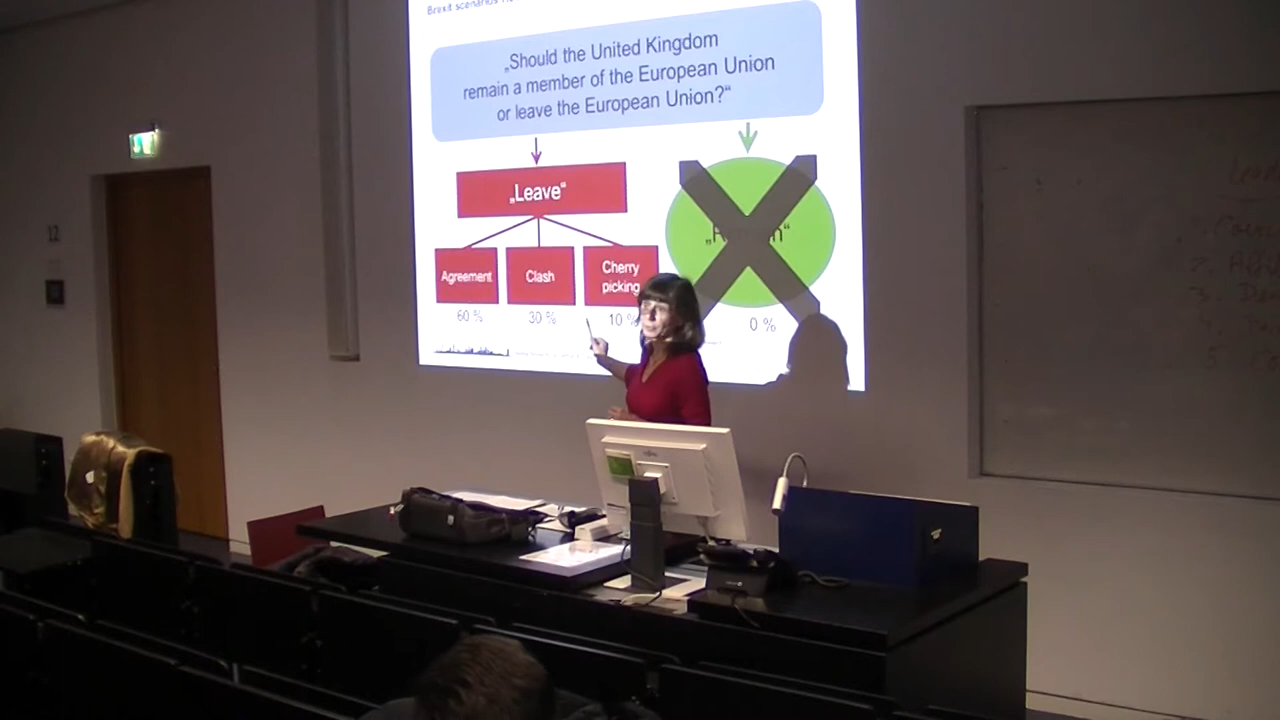 Brexit scenarios
„Should the United Kingdom
remain a member of the European Union
or leave the European Union?“
„Leave“
Agreement
Clash
Cherry
picking
60 %
30 %
10 %
0 %
12